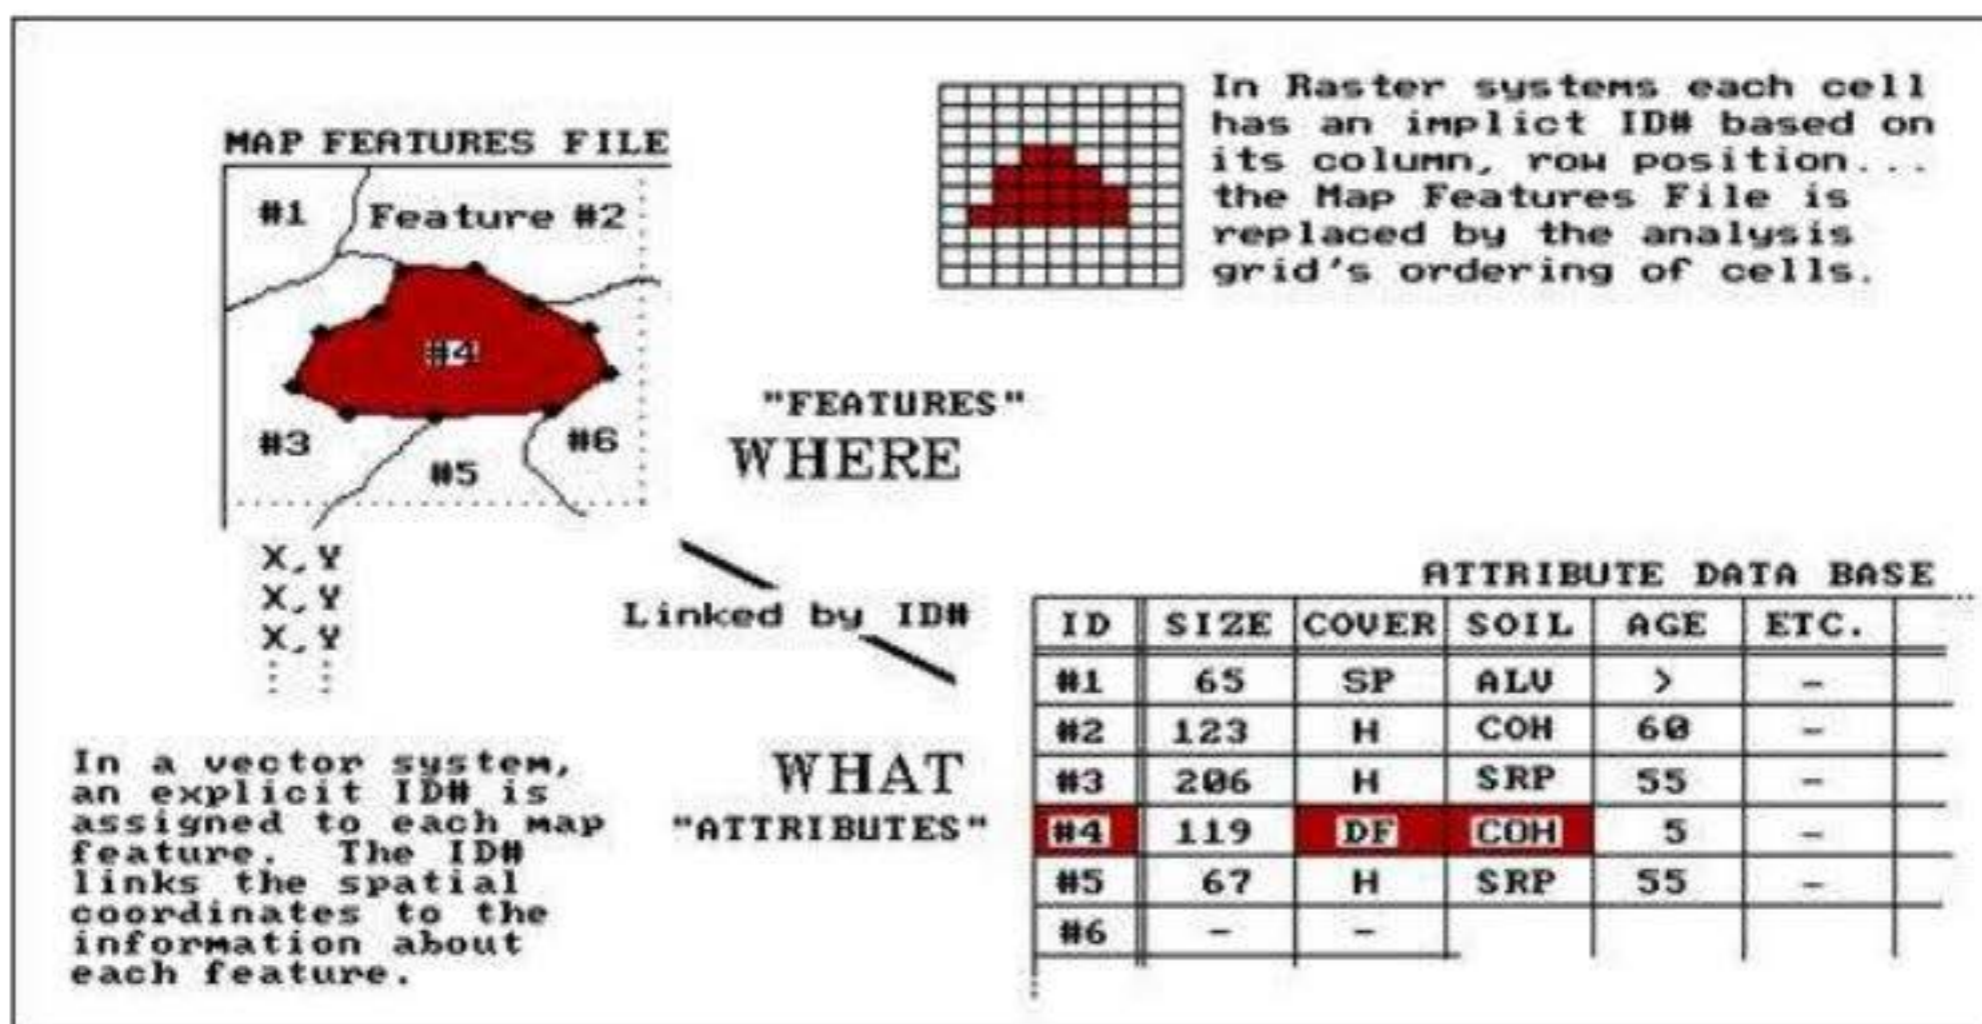 MAP FEATURES FILE
#1
Feature #2
#4
#3
#6
#5
X,Y
X,Y
X,Y
In Raster systems each cell
has an implict ID# based on
its column, row position...
the Map Features File is
replaced by the analysis
grid's ordering of cells.
"FEATURES"
WHERE
Linked by ID#
WHAT
"ATTRIBUTES"
In a vector system,
an explicit ID# is
assigned to each map
feature. The ID#
links the spatial
coordinates to the
information about
each feature.
ATTRIBUTE DATA BASE
ID SIZE COVER SOIL AGE ETC.
#1 65 SP ALV > –
#2 123 H COH 60 –
#3 206 H SRP 55 –
#4 119 DF COH 5 –
#5 67 H SRP 55 –
#6 – –